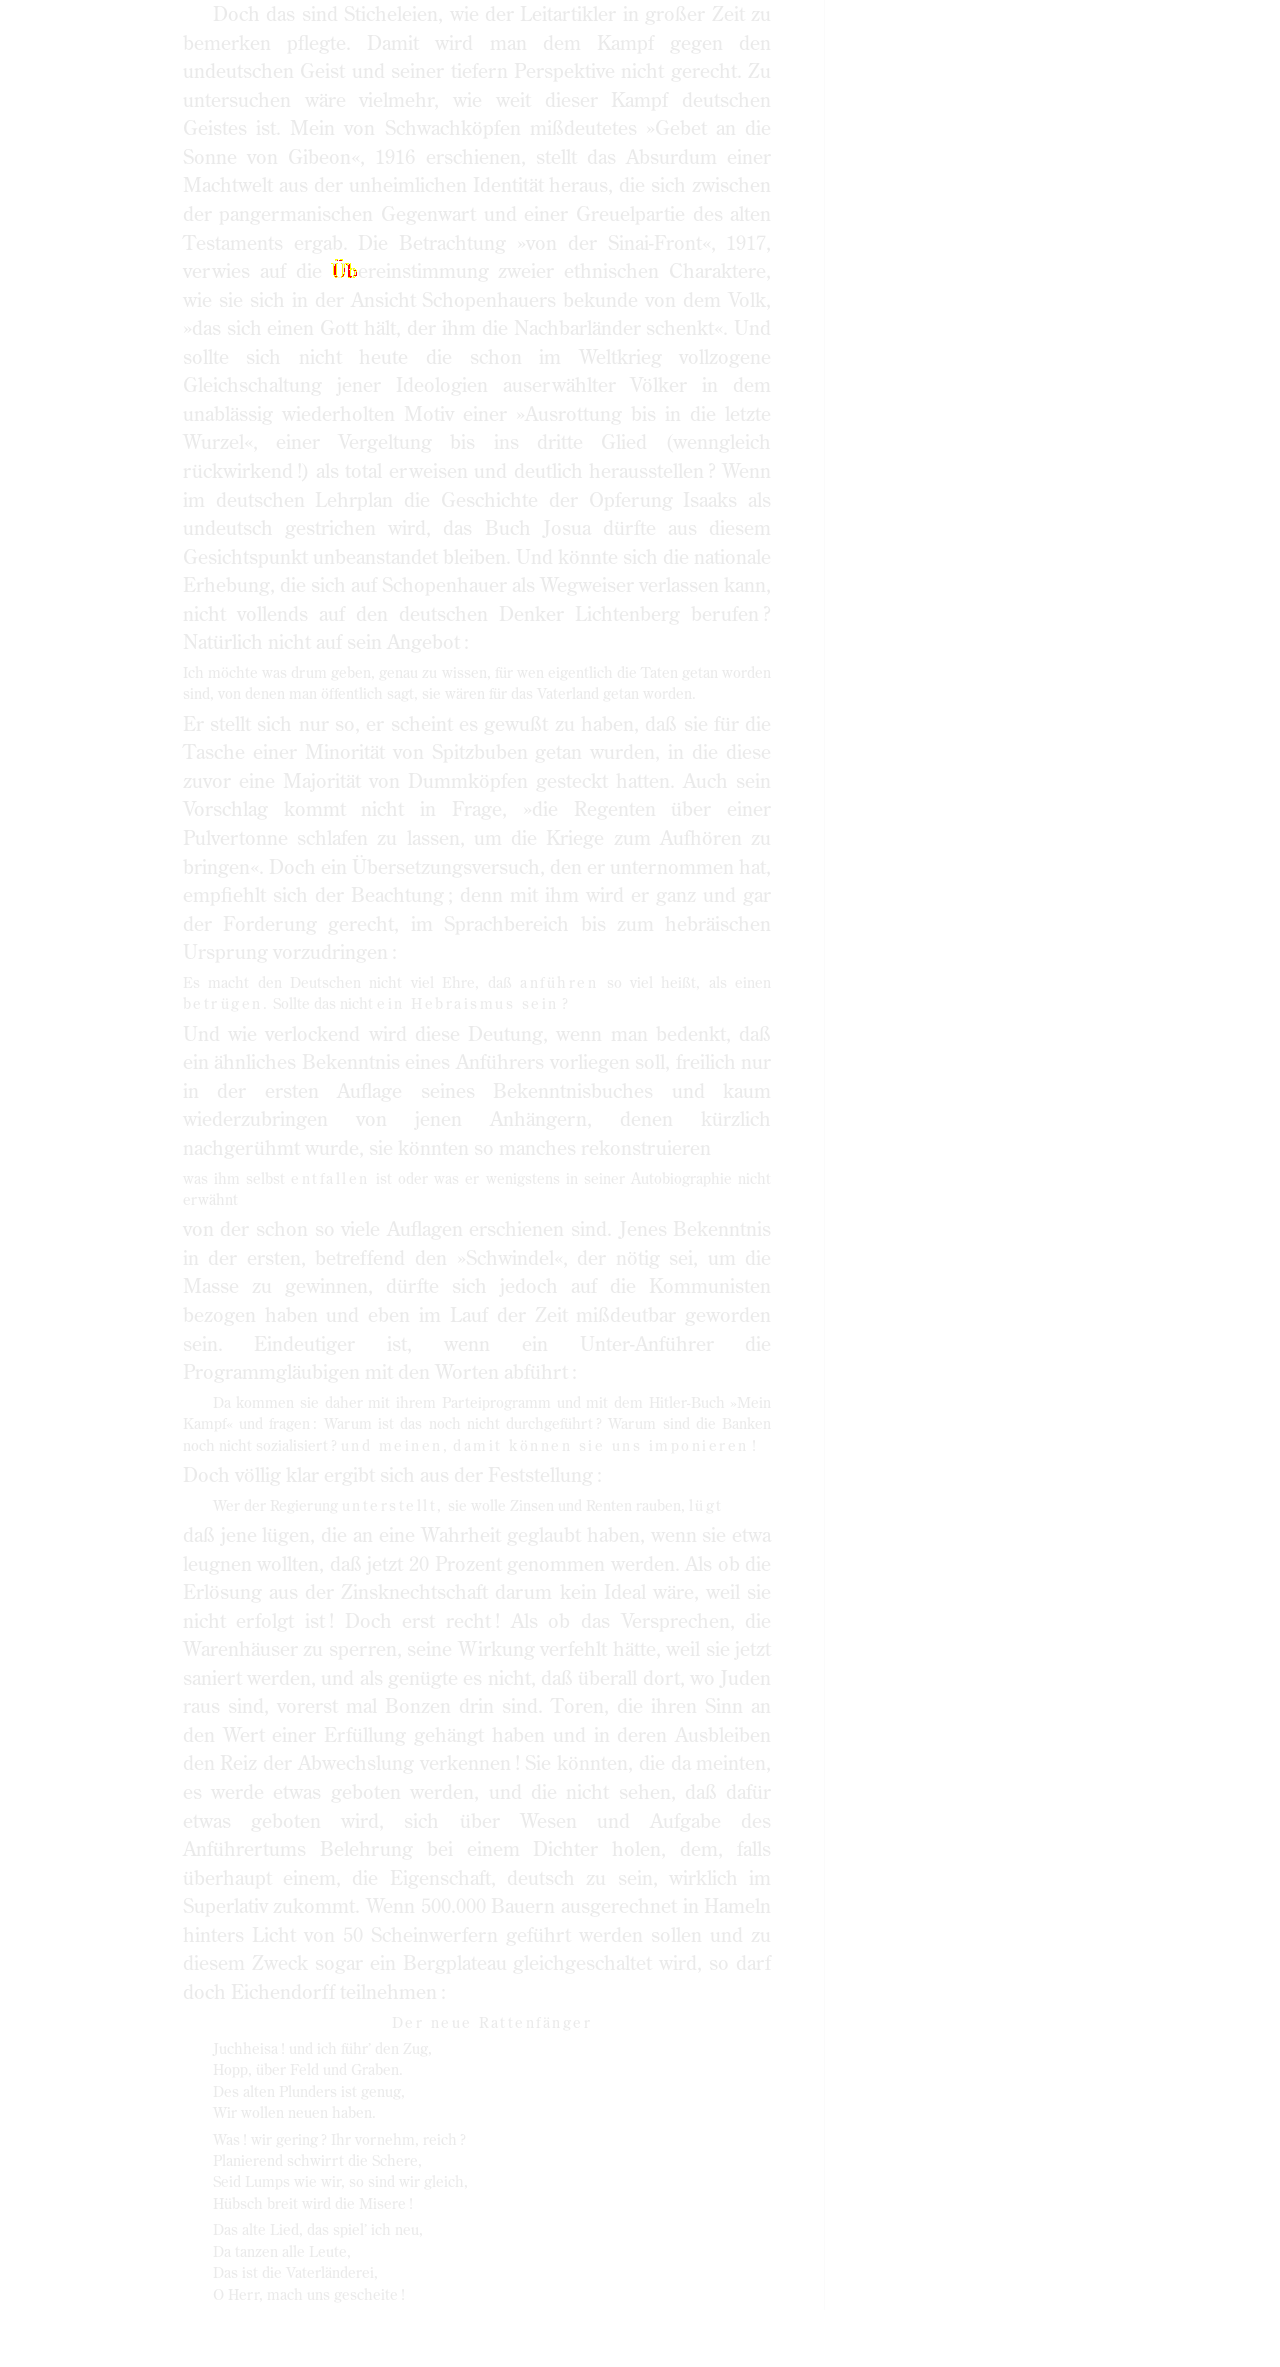 Doch das sind Sticheleien, wie der Leitartikler in großer Zeit zu
bemerken pflegte. Damit wird man dem Kampf gegen den
undeutschen Geist und seiner tiefern Perspektive nicht gerecht. Zu
untersuchen wäre vielmehr, wie weit dieser Kampf deutschen
Geistes ist. Mein von Schwachköpfen mißdeutetes »Gebet an die
Sonne von Gibeon«, 1916 erschienen, stellt das Absurdum einer
Machtwelt aus der unheimlichen Identität heraus, die sich zwischen
der pangermanischen Gegenwart und einer Greuelpartie des alten
Testaments ergab. Die Betrachtung »von der Sinai-Front«, 1917,
verwies auf die Übereinstimmung zweier ethnischen Charaktere,
wie sie sich in der Ansicht Schopenhauers bekunde von dem Volk,
»das sich einen Gott hält, der ihm die Nachbarländer schenkt«. Und
sollte sich nicht heute die schon im Weltkrieg vollzogene
Gleichschaltung jener Ideologien auserwählter Völker in dem
unablässig wiederholten Motiv einer »Ausrottung bis in die letzte
Wurzel«, einer Vergeltung bis ins dritte Glied (wenngleich
rückwirkend !) als total erweisen und deutlich herausstellen ? Wenn
im deutschen Lehrplan die Geschichte der Opferung Isaaks als
undeutsch gestrichen wird, das Buch Josua dürfte aus diesem
Gesichtspunkt unbeanstandet bleiben. Und könnte sich die nationale
Erhebung, die sich auf Schopenhauer als Wegweiser verlassen kann,
nicht vollends auf den deutschen Denker Lichtenberg berufen ?
Natürlich nicht auf sein Angebot :
Ich möchte was drum geben, genau zu wissen, für wen eigentlich die Taten getan worden
sind, von denen man öffentlich sagt, sie wären für das Vaterland getan worden.
Er stellt sich nur so, er scheint es gewußt zu haben, daß sie für die
Tasche einer Minorität von Spitzbuben getan wurden, in die diese
zuvor eine Majorität von Dummköpfen gesteckt hatten. Auch sein
Vorschlag kommt nicht in Frage, »die Regenten über einer
Pulvertonne schlafen zu lassen, um die Kriege zum Aufhören zu
bringen«. Doch ein Übersetzungsversuch, den er unternommen hat,
empfiehlt sich der Beachtung ; denn mit ihm wird er ganz und gar
der Forderung gerecht, im Sprachbereich bis zum hebräischen
Ursprung vorzudringen :
Es macht den Deutschen nicht viel Ehre, daß anführen so viel heißt, als einen
betrügen. Sollte das nicht ein Hebraismus sein ?
Und wie verlockend wird diese Deutung, wenn man bedenkt, daß
ein ähnliches Bekenntnis eines Anführers vorliegen soll, freilich nur
in der ersten Auflage seines Bekenntnisbuches und kaum
wiederzubringen von jenen Anhängern, denen kürzlich
nachgerühmt wurde, sie könnten so manches rekonstruieren
was ihm selbst entfallen ist oder was er wenigstens in seiner Autobiographie nicht
erwähnt
von der schon so viele Auflagen erschienen sind. Jenes Bekenntnis
in der ersten, betreffend den »Schwindel«, der nötig sei, um die
Masse zu gewinnen, dürfte sich jedoch auf die Kommunisten
bezogen haben und eben im Lauf der Zeit mißdeutbar geworden
sein. Eindeutiger ist, wenn ein Unter-Anführer die
Programmgläubigen mit den Worten abführt :
Da kommen sie daher mit ihrem Parteiprogramm und mit dem Hitler-Buch »Mein
Kampf« und fragen : Warum ist das noch nicht durchgeführt ? Warum sind die Banken
noch nicht sozialisiert ? und meinen, damit können sie uns imponieren !
Doch völlig klar ergibt sich aus der Feststellung :
Wer der Regierung unterstellt, sie wolle Zinsen und Renten rauben, lügt
daß jene lügen, die an eine Wahrheit geglaubt haben, wenn sie etwa
leugnen wollten, daß jetzt 20 Prozent genommen werden. Als ob die
Erlösung aus der Zinsknechtschaft darum kein Ideal wäre, weil sie
nicht erfolgt ist ! Doch erst recht ! Als ob das Versprechen, die
Warenhäuser zu sperren, seine Wirkung verfehlt hätte, weil sie jetzt
saniert werden, und als genügte es nicht, daß überall dort, wo Juden
raus sind, vorerst mal Bonzen drin sind. Toren, die ihren Sinn an
den Wert einer Erfüllung gehängt haben und in deren Ausbleiben
den Reiz der Abwechslung verkennen ! Sie könnten, die da meinten,
es werde etwas geboten werden, und die nicht sehen, daß dafür
etwas geboten wird, sich über Wesen und Aufgabe des
Anführertums Belehrung bei einem Dichter holen, dem, falls
überhaupt einem, die Eigenschaft, deutsch zu sein, wirklich im
Superlativ zukommt. Wenn 500.000 Bauern ausgerechnet in Hameln
hinters Licht von 50 Scheinwerfern geführt werden sollen und zu
diesem Zweck sogar ein Bergplateau gleichgeschaltet wird, so darf
doch Eichendorff teilnehmen :
Der neue Rattenfänger
Juchheisa ! und ich führ' den Zug,
Hopp, über Feld und Graben.
Des alten Plunders ist genug,
Wir wollen neuen haben.
Was ! wir gering ? Ihr vornehm, reich ?
Planierend schwirrt die Schere,
Seid Lumps wie wir, so sind wir gleich,
Hübsch breit wird die Misere !
Das alte Lied, das spiel' ich neu,
Da tanzen alle Leute,
Das ist die Vaterländerei,
O Herr, mach uns gescheite !